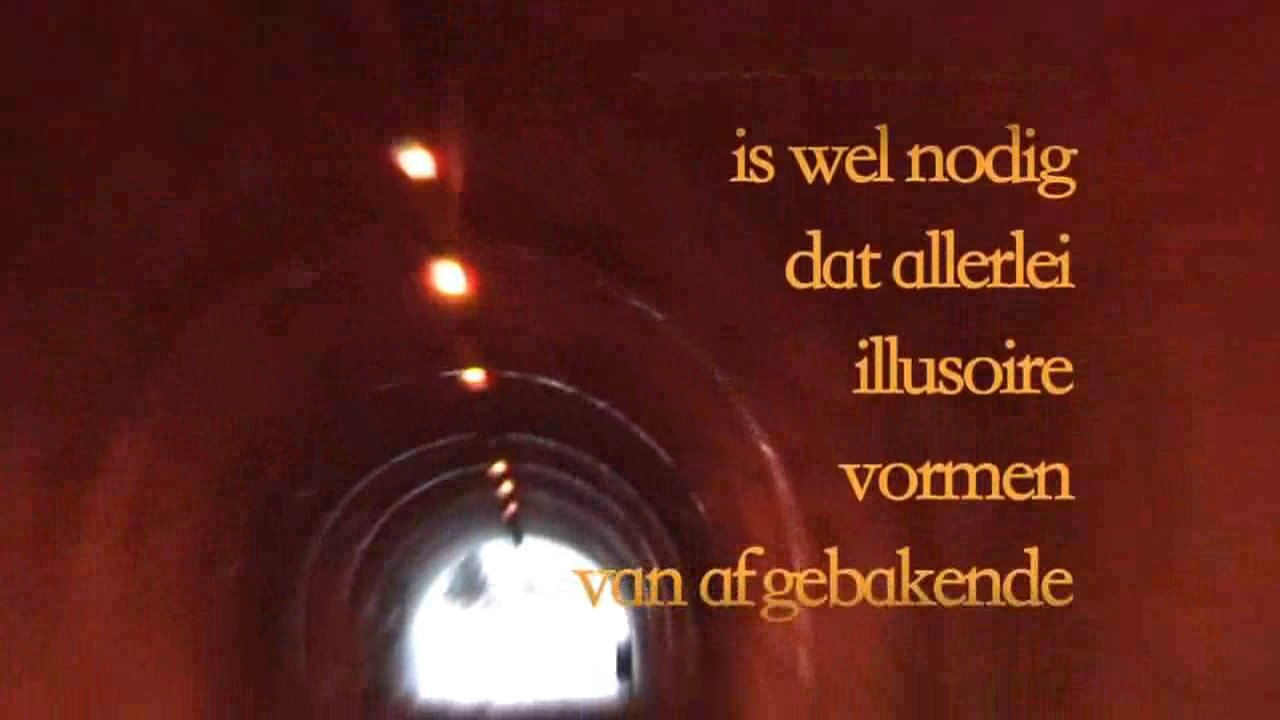 is wel nodig
dat allerlei
illusoire
vormen
van afgebakende